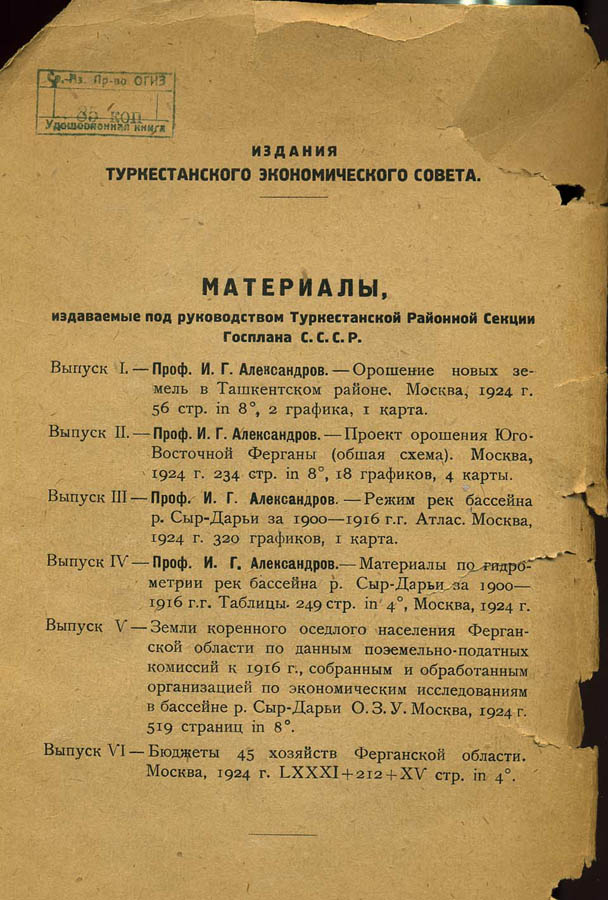 Ср.-Аз. Пр-во ОГИЗ
85 коп
Удошовонная книга
ИЗДАНИЯ
ТУРКЕСТАНСКОГО ЭКОНОМИЧЕСКОГО СОВЕТА.
МАТЕРИАЛЫ,
издаваемые под руководством Туркестанской Районной Секции
Госплана С. С. С. Р.
Выпуск I. — Проф. И. Г. Александров. — Орошение новых зе-
мель в Ташкентском районе. Москва, 1924 г.
56 стр. in 8°, 2 графика, 1 карта.
Выпуск II. — Проф. И. Г. Александров. — Проект орошения Юго-
Восточной Ферганы (обшая схема). Москва,
1924 г. 234 стр. in 8°, 18 графиков, 4 карты.
Выпуск III — Проф. И. Г. Александров. — Режим рек бассейна
р. Сыр-Дарьи за 1900—1916 г.г. Атлас. Москва,
1924 г. 320 графиков, 1 карта.
Выпуск IV — Проф. И. Г. Александров. — Материалы по гидро-
метрии рек бассейна р. Сыр-Дарьи за 1900—
1916 г.г. Таблицы. 249 стр. in 4°, Москва, 1924 г.
Выпуск V — Земли коренного оседлого населения Ферган-
ской области по данным поземельно-податных
комиссий к 1916 г., собранным и обработанным
организацией по экономическим исследованиям
в бассейне р. Сыр-Дарьи О. З. У. Москва, 1924 г.
519 страниц in 8°.
Выпуск VI — Бюджеты 45 хозяйств Ферганской области.
Москва, 1924 г. LXXXI+212+XV стр. in 4°.